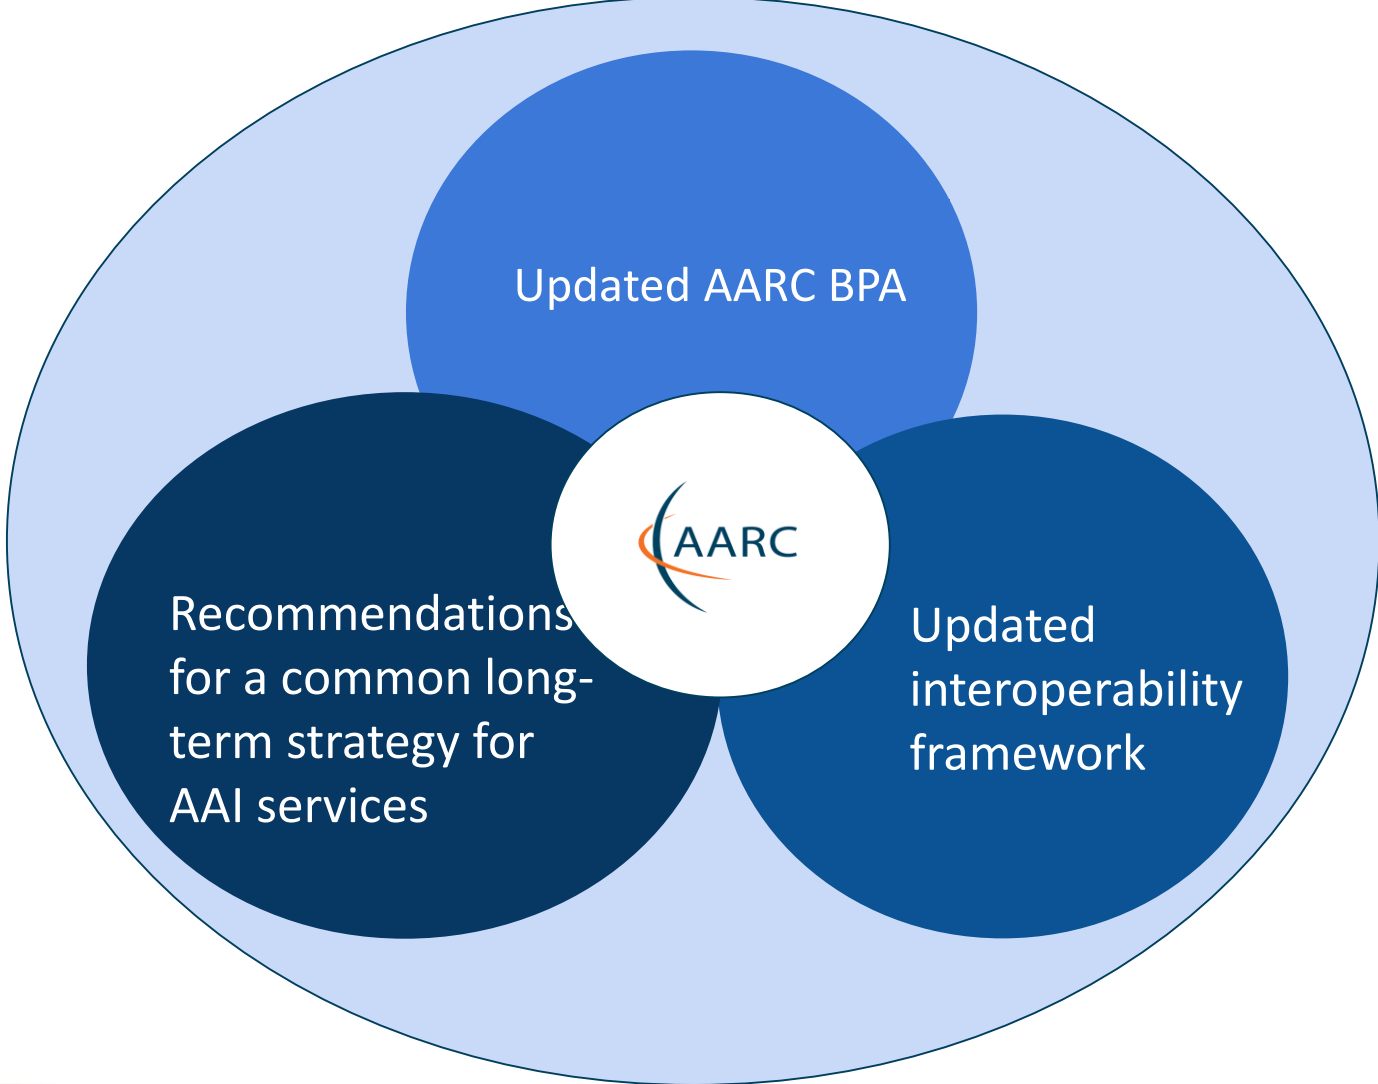 Updated AARC BPA
AARC
Recommendations
for a common long-
term strategy for
AAI services
Updated
interoperability
framework